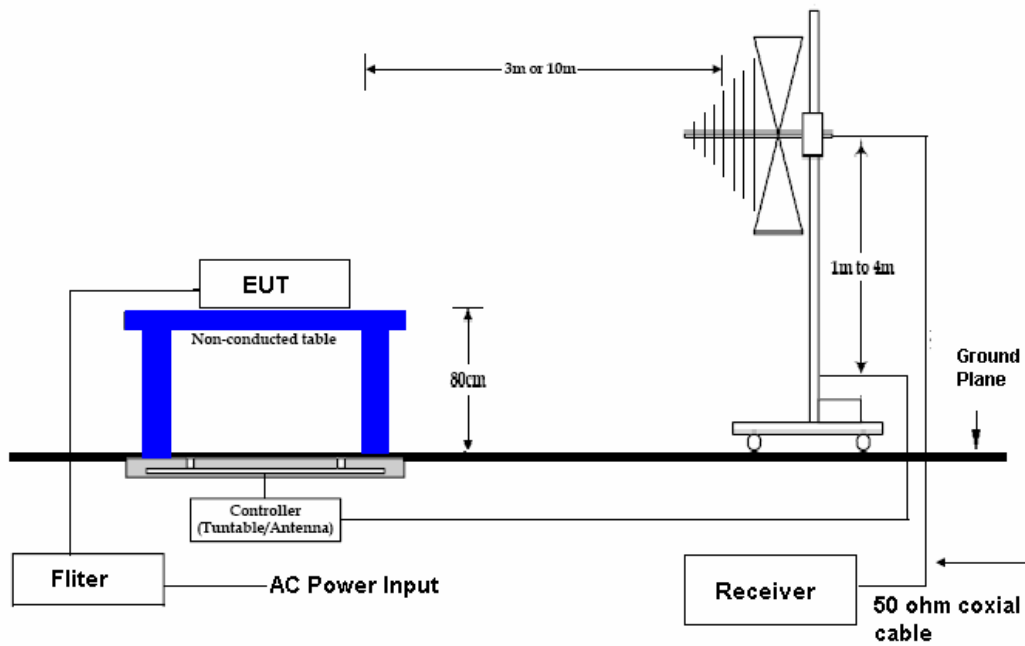 3m or 10m
EUT
1m to 4m
Non-conducted table
80cm
Ground
Plane
Controller
(Tuntable/Antenna)
Fliter
AC Power Input
Receiver
50 ohm coxial
cable